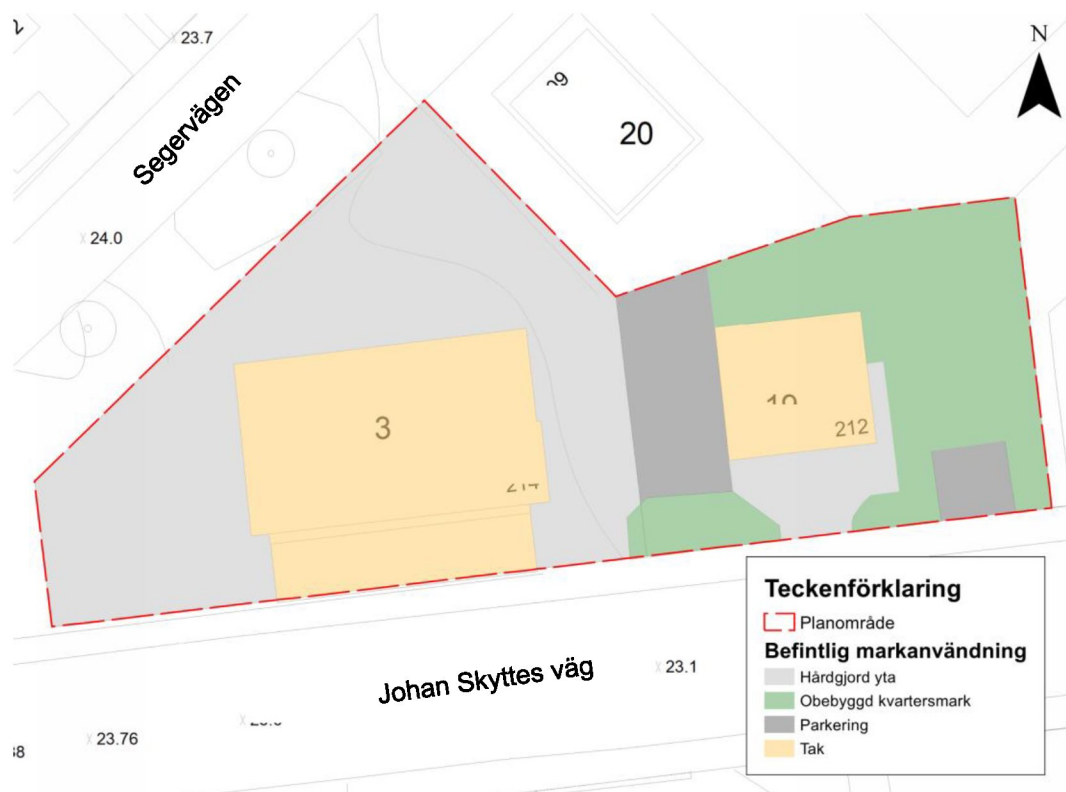 23.7
N
Segervägen
20
24.0
3
212
Johan Skyttes väg
23.1
23.76
Teckenförklaring
Planområde
Befintlig markanvändning
Hårdgjord yta
Obebyggd kvartersmark
Parkering
Tak